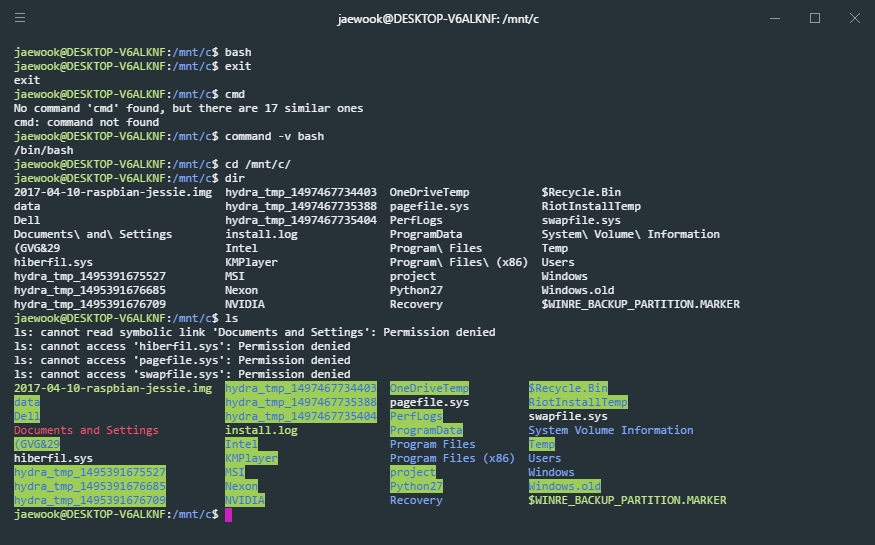 jaewook@DESKTOP-V6ALKNF: /mnt/c
jaewook@DESKTOP-V6ALKNF:/mnt/c$ bash
jaewook@DESKTOP-V6ALKNF:/mnt/c$ exit
exit
jaewook@DESKTOP-V6ALKNF:/mnt/c$ cmd
No command 'cmd' found, but there are 17 similar ones
cmd: command not found
jaewook@DESKTOP-V6ALKNF:/mnt/c$ command -v bash
/bin/bash
jaewook@DESKTOP-V6ALKNF:/mnt/c$ cd /mnt/c/
jaewook@DESKTOP-V6ALKNF:/mnt/c$ dir
2017-04-10-raspbian-jessie.img hydra_tmp_1497467734403 OneDriveTemp $Recycle.Bin
data hydra_tmp_1497467735388 pagefile.sys RiotInstallTemp
Dell hydra_tmp_1497467735404 PerfLogs swapfile.sys
Documents\ and\ Settings install.log ProgramData System\ Volume\ Information
(GVG&29 Intel Program\ Files Temp
hiberfil.sys KMPlayer Program\ Files\ (x86) Users
hydra_tmp_1495391675527 MSI project Windows
hydra_tmp_1495391676685 Nexon Python27 Windows.old
hydra_tmp_1495391676709 NVIDIA Recovery $WINRE_BACKUP_PARTITION.MARKER
jaewook@DESKTOP-V6ALKNF:/mnt/c$ ls
ls: cannot read symbolic link 'Documents and Settings': Permission denied
ls: cannot access 'hiberfil.sys': Permission denied
ls: cannot access 'pagefile.sys': Permission denied
ls: cannot access 'swapfile.sys': Permission denied
2017-04-10-raspbian-jessie.img hydra_tmp_1497467734403 OneDriveTemp $Recycle.Bin
data hydra_tmp_1497467735388 pagefile.sys RiotInstallTemp
Dell hydra_tmp_1497467735404 PerfLogs swapfile.sys
Documents and Settings install.log ProgramData System Volume Information
(GVG&29 Intel Program Files Temp
hiberfil.sys KMPlayer Program Files (x86) Users
hydra_tmp_1495391675527 MSI project Windows
hydra_tmp_1495391676685 Nexon Python27 Windows.old
hydra_tmp_1495391676709 NVIDIA Recovery $WINRE_BACKUP_PARTITION.MARKER
jaewook@DESKTOP-V6ALKNF:/mnt/c$